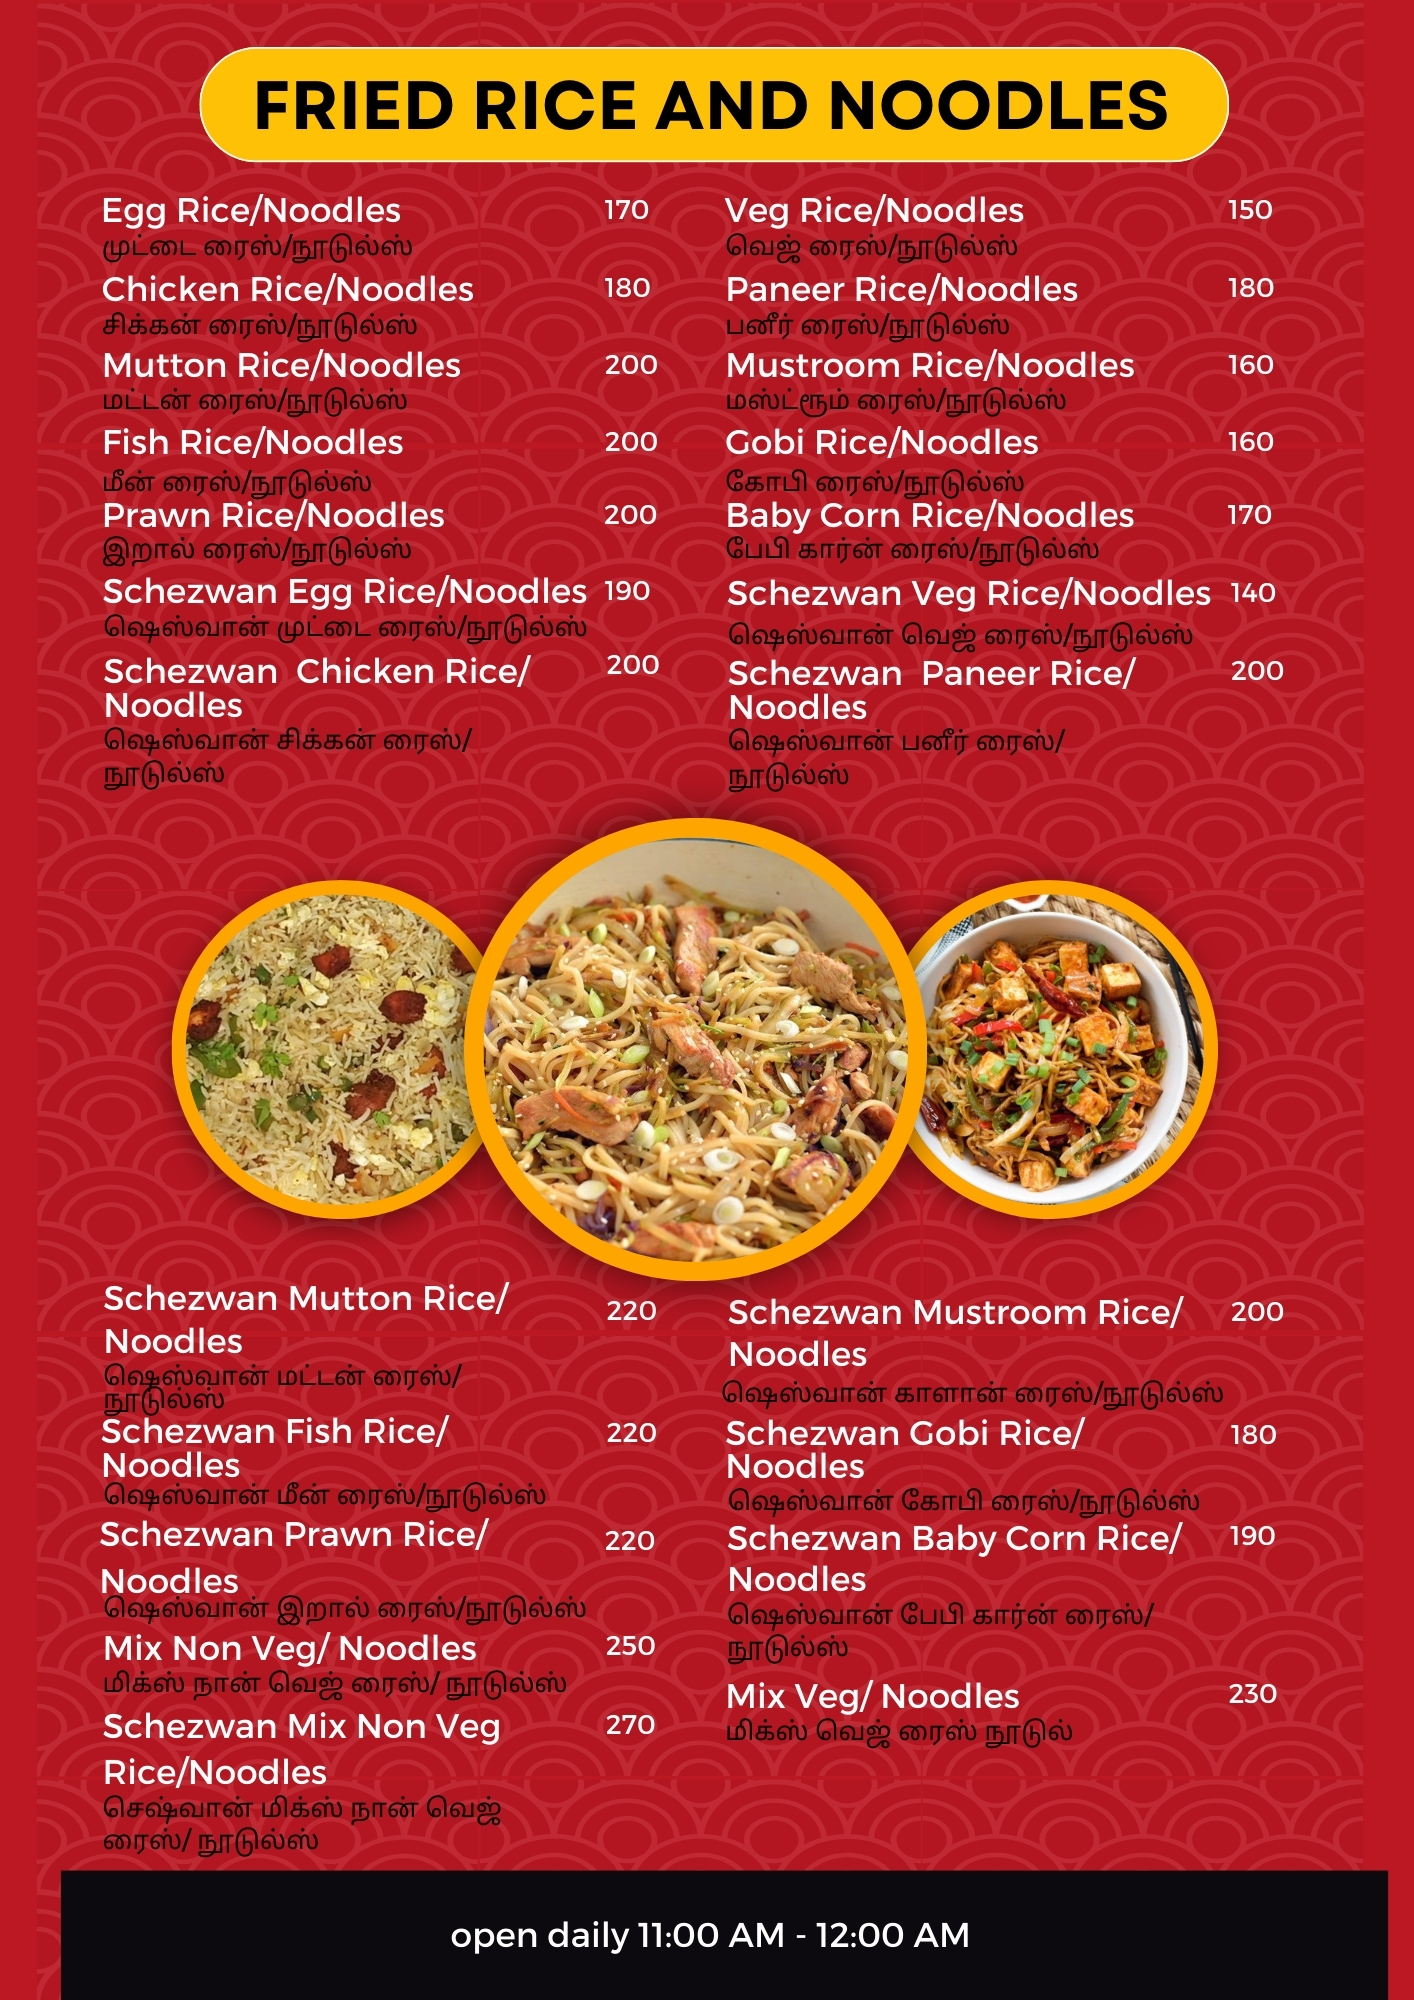 FRIED RICE AND NOODLES
Egg Rice/Noodles 170
முட்டை ரைஸ்/நூடுல்ஸ்
Chicken Rice/Noodles 180
சிக்கன் ரைஸ்/நூடுல்ஸ்
Mutton Rice/Noodles 200
மட்டன் ரைஸ்/நூடுல்ஸ்
Fish Rice/Noodles 200
மீன் ரைஸ்/நூடுல்ஸ்
Prawn Rice/Noodles 200
இறால் ரைஸ்/நூடுல்ஸ்
Schezwan Egg Rice/Noodles 190
ஷெஸ்வான் முட்டை ரைஸ்/நூடுல்ஸ்
Schezwan Chicken Rice/ 200
Noodles
ஷெஸ்வான் சிக்கன் ரைஸ்/
நூடுல்ஸ்
Veg Rice/Noodles 150
வெஜ் ரைஸ்/நூடுல்ஸ்
Paneer Rice/Noodles 180
பனீர் ரைஸ்/நூடுல்ஸ்
Mustroom Rice/Noodles 160
மஸ்ட்ரூம் ரைஸ்/நூடுல்ஸ்
Gobi Rice/Noodles 160
கோபி ரைஸ்/நூடுல்ஸ்
Baby Corn Rice/Noodles 170
பேபி கார்ன் ரைஸ்/நூடுல்ஸ்
Schezwan Veg Rice/Noodles 140
ஷெஸ்வான் வெஜ் ரைஸ்/நூடுல்ஸ்
Schezwan Paneer Rice/ 200
Noodles
ஷெஸ்வான் பனீர் ரைஸ்/
நூடுல்ஸ்
Schezwan Mutton Rice/ 220
Noodles
ஷெஸ்வான் மட்டன் ரைஸ்/
நூடுல்ஸ்
Schezwan Fish Rice/ 220
Noodles
ஷெஸ்வான் மீன் ரைஸ்/நூடுல்ஸ்
Schezwan Prawn Rice/ 220
Noodles
ஷெஸ்வான் இறால் ரைஸ்/நூடுல்ஸ்
Mix Non Veg/ Noodles 250
மிக்ஸ் நான் வெஜ் ரைஸ்/ நூடுல்ஸ்
Schezwan Mix Non Veg 270
Rice/Noodles
செஷ்வான் மிக்ஸ் நான் வெஜ்
ரைஸ்/ நூடுல்ஸ்
Schezwan Mustroom Rice/ 200
Noodles
ஷெஸ்வான் காளான் ரைஸ்/நூடுல்ஸ்
Schezwan Gobi Rice/ 180
Noodles
ஷெஸ்வான் கோபி ரைஸ்/நூடுல்ஸ்
Schezwan Baby Corn Rice/ 190
Noodles
ஷெஸ்வான் பேபி கார்ன் ரைஸ்/
நூடுல்ஸ்
Mix Veg/ Noodles 230
மிக்ஸ் வெஜ் ரைஸ் நூடுல்
open daily 11:00 AM - 12:00 AM